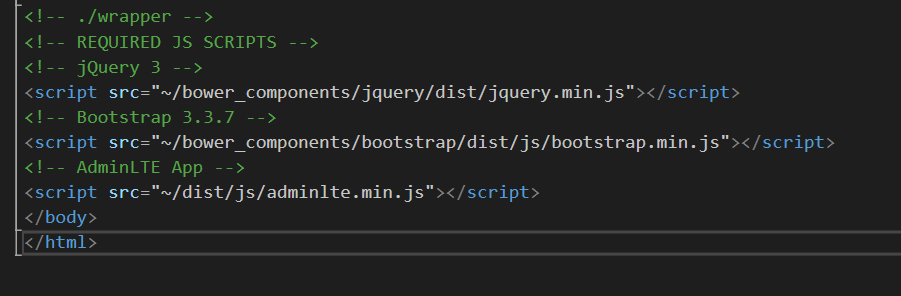 <!-- ./wrapper -->
<!-- REQUIRED JS SCRIPTS -->
<!-- jQuery 3 -->
<script src="~/bower_components/jquery/dist/jquery.min.js"></script>
<!-- Bootstrap 3.3.7 -->
<script src="~/bower_components/bootstrap/dist/js/bootstrap.min.js"></script>
<!-- AdminLTE App -->
<script src="~/dist/js/adminlte.min.js"></script>
</body>
</html>